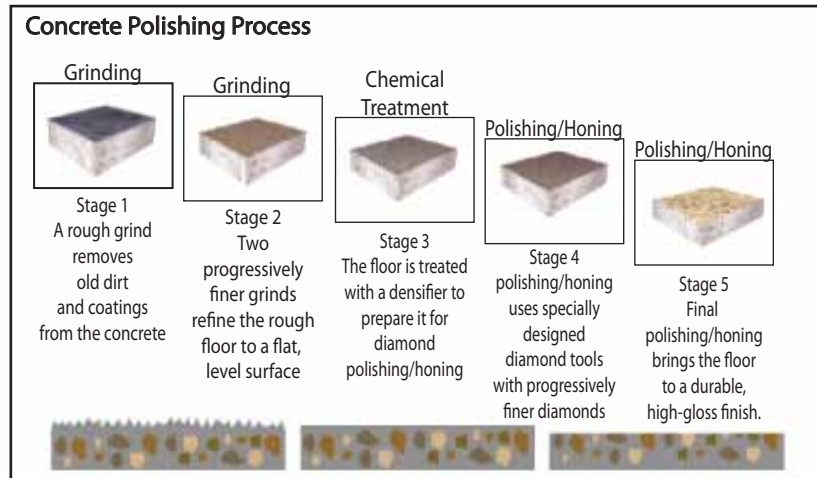 Concrete Polishing Process
Grinding
Stage 1
A rough grind
removes
old dirt
and coatings
from the concrete
Grinding
Stage 2
Two
progressively
finer grinds
refine the rough
floor to a flat,
level surface
Chemical
Treatment
Stage 3
The floor is treated
with a densifier to
prepare it for
diamond
polishing/honing
Polishing/Honing
Stage 4
polishing/honing
uses specially
designed
diamond tools
with progressively
finer diamonds
Polishing/Honing
Stage 5
Final
polishing/honing
brings the floor
to a durable,
high-gloss finish.